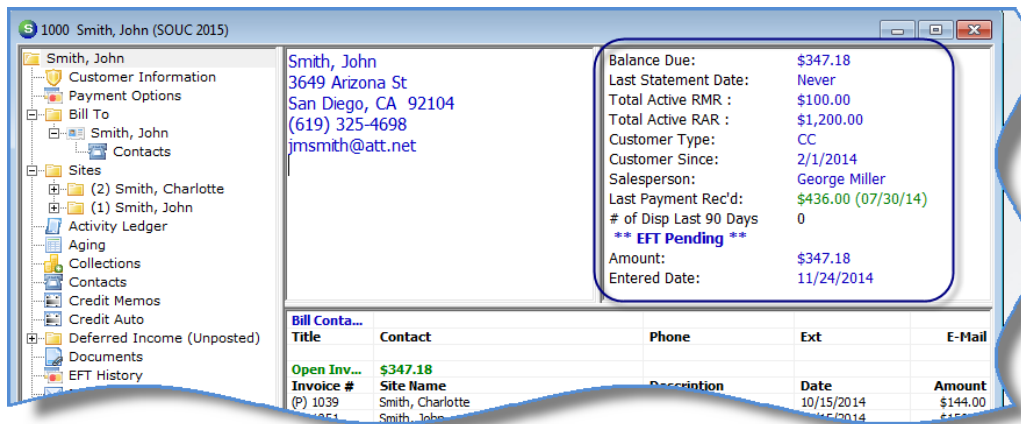 1000 Smith, John (SOUC 2015)
Smith, John
Customer Information
Payment Options
Bill To
Smith, John
Contacts
Sites
(2) Smith, Charlotte
(1) Smith, John
Activity Ledger
Aging
Collections
Contacts
Credit Memos
Credit Auto
Deferred Income (Unposted)
Documents
EFT History
Smith, John
3649 Arizona St
San Diego, CA 92104
(619) 325-4698
jmsmith@att.net
Balance Due: $347.18
Last Statement Date: Never
Total Active RMR : $100.00
Total Active RAR : $1,200.00
Customer Type: CC
Customer Since: 2/1/2014
Salesperson: George Miller
Last Payment Rec'd: $436.00 (07/30/14)
# of Disp Last 90 Days 0
** EFT Pending **
Amount: $347.18
Entered Date: 11/24/2014
Bill Conta...
Title Contact Phone Ext E-Mail
Open Inv... $347.18
Invoice # Site Name Description Date Amount
(P) 1039 Smith, Charlotte 10/15/2014 $144.00
Smith, John